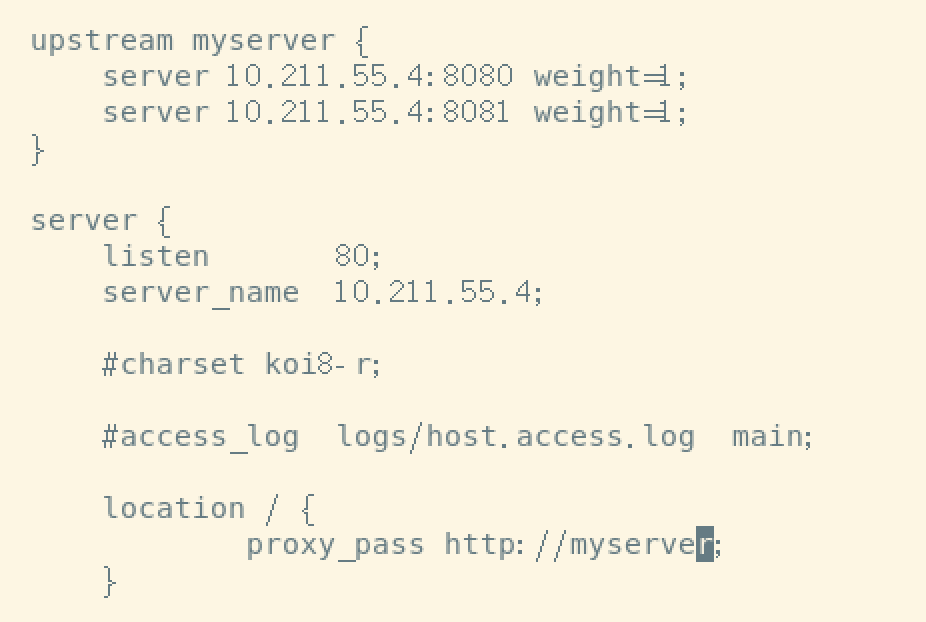 upstream myserver {
    server 10.211.55.4:8080 weight=1;
    server 10.211.55.4:8081 weight=1;
}

server {
    listen       80;
    server_name  10.211.55.4;

    #charset koi8-r;

    #access_log  logs/host.access.log  main;

    location / {
            proxy_pass http://myserver;
    }